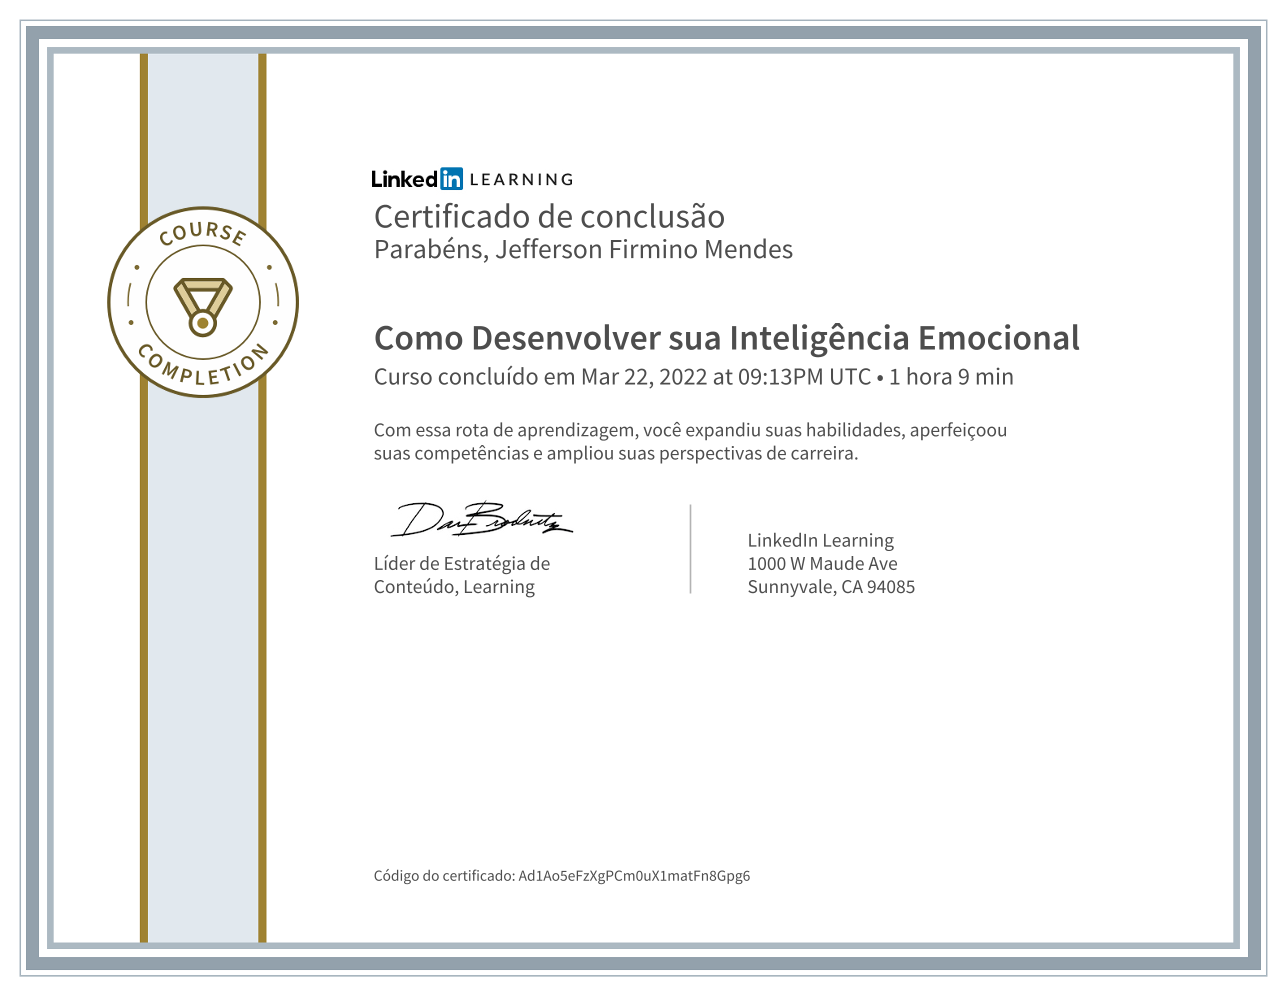 LinkedIn LEARNING
Certificado de conclusão
Parabéns, Jefferson Firmino Mendes
COURSE
COMPLETION
Como Desenvolver sua Inteligência Emocional
Curso concluído em Mar 22, 2022 at 09:13PM UTC • 1 hora 9 min
Com essa rota de aprendizagem, você expandiu suas habilidades, aperfeiçoou
suas competências e ampliou suas perspectivas de carreira.
Líder de Estratégia de
Conteúdo, Learning
LinkedIn Learning
1000 W Maude Ave
Sunnyvale, CA 94085
Código do certificado: Ad1Ao5eFzXgPCm0uX1matFn8Gpg6